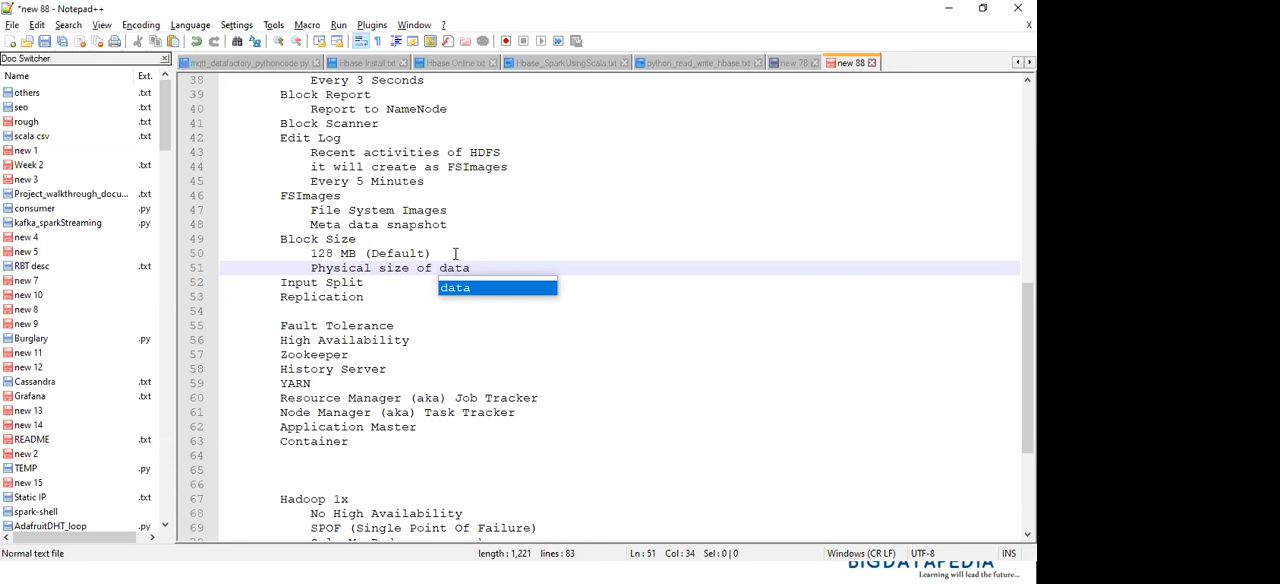 *new 88 - Notepad++
File Edit Search View Encoding Language Settings Tools Macro Run Plugins Window ?
X
Doc Switcher
mqtt_datafactory_pythoncode.py Hbase Install.txt Hbase Online.txt Hbase_SparkUsingScala.txt python_read_write_hbase.txt new 78 new 88
Name Ext.
others .txt
seo .txt
rough .txt
scala csv .txt
new 1
Week 2 .txt
new 3
Project_walkthrough_docu... .txt
consumer .py
kafka_sparkStreaming .py
new 4
new 5
RBT desc .txt
new 7
new 10
new 8
new 9
Burglary .py
new 11
new 12
Cassandra .txt
Grafana .txt
new 13
new 14
README .txt
new 2
TEMP .py
new 15
Static IP .txt
spark-shell .txt
AdafruitDHT_loop .py
38 Every 3 Seconds
39 Block Report
40 Report to NameNode
41 Block Scanner
42 Edit Log
43 Recent activities of HDFS
44 it will create as FSImages
45 Every 5 Minutes
46 FSImages
47 File System Images
48 Meta data snapshot
49 Block Size
50 128 MB (Default)
51 Physical size of data
52 Input Split
data
53 Replication
54
55 Fault Tolerance
56 High Availability
57 Zookeeper
58 History Server
59 YARN
60 Resource Manager (aka) Job Tracker
61 Node Manager (aka) Task Tracker
62 Application Master
63 Container
64
65
66
67 Hadoop 1x
68 No High Availability
69 SPOF (Single Point Of Failure)
Normal text file length : 1,221 lines : 83 Ln : 51 Col : 34 Sel : 0 | 0 Windows (CR LF) UTF-8 INS
BIGDATAPEDIA
Learning will lead the future...